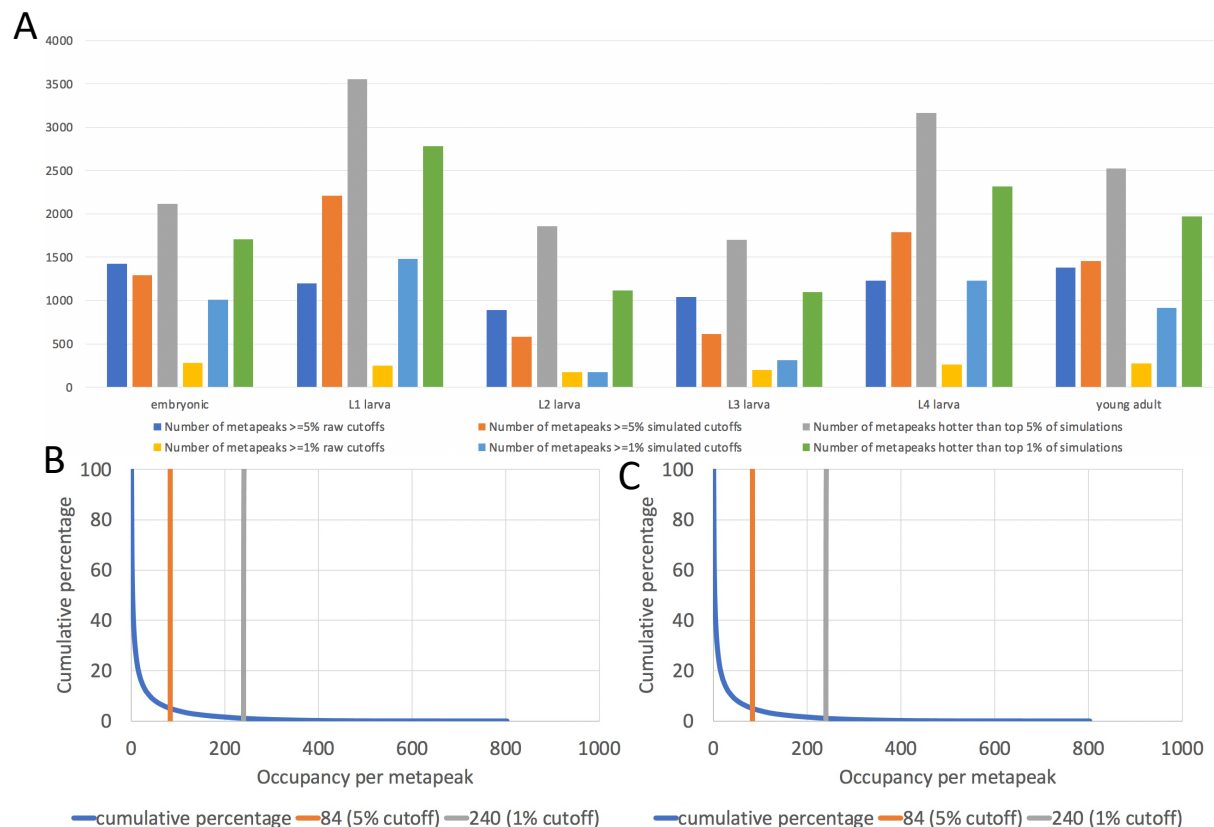 A
4000
3500
3000
2500
2000
1500
1000
500
0
embryonic L1 larva L2 larva L3 larva L4 larva young adult
Number of metapeaks >=5% raw cutoffs Number of metapeaks >=5% simulated cutoffs Number of metapeaks hotter than top 5% of simulations
Number of metapeaks >=1% raw cutoffs Number of metapeaks >=1% simulated cutoffs Number of metapeaks hotter than top 1% of simulations
B
Cumulative percentage
100
80
60
40
20
0
0 200 400 600 800 1000
Occupancy per metapeak
cumulative percentage 84 (5% cutoff) 240 (1% cutoff)
C
Cumulative percentage
100
80
60
40
20
0
0 200 400 600 800 1000
Occupancy per metapeak
cumulative percentage 84 (5% cutoff) 240 (1% cutoff)